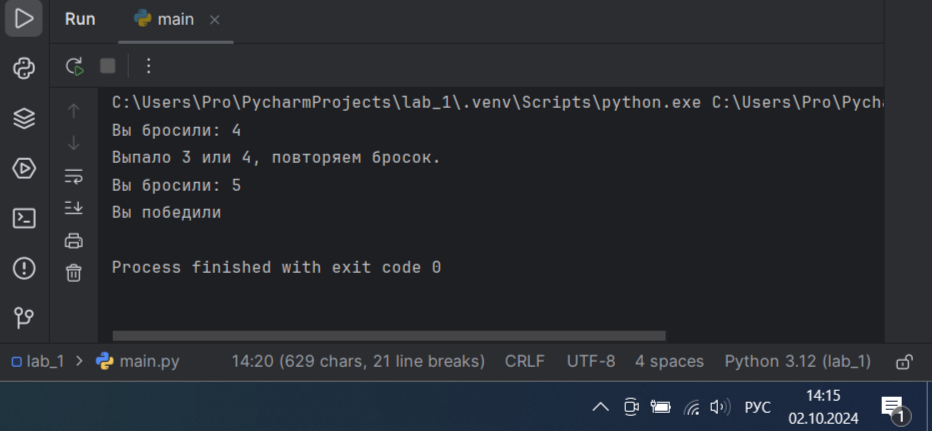 Run main
C:\Users\Pro\PycharmProjects\lab_1\.venv\Scripts\python.exe C:\Users\Pro\Pych
Вы бросили: 4
Выпало 3 или 4, повторяем бросок.
Вы бросили: 5
Вы победили
Process finished with exit code 0
lab_1 > main.py 14:20 (629 chars, 21 line breaks) CRLF UTF-8 4 spaces Python 3.12 (lab_1)
РУС 14:15
02.10.2024
1